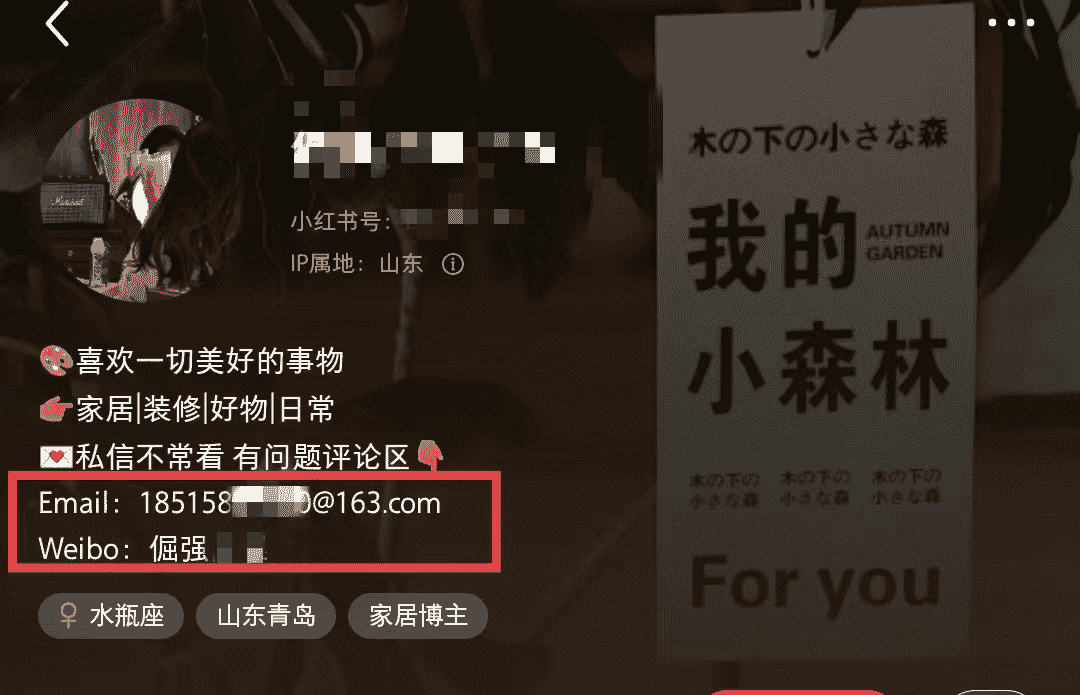 小红书号:
IP属地: 山东
🎨喜欢一切美好的事物
👉家居|装修|好物|日常
💌私信不常看 有问题评论区👇
Email: 185158 0@163.com
Weibo: 倔强
♀ 水瓶座
山东青岛
家居博主
Marshall
木の下の小さな森
我的
AUTUMN
GARDEN
小森林
木の下の 木の下の 木の下の
小さな森 小さな森 小さな森
For you